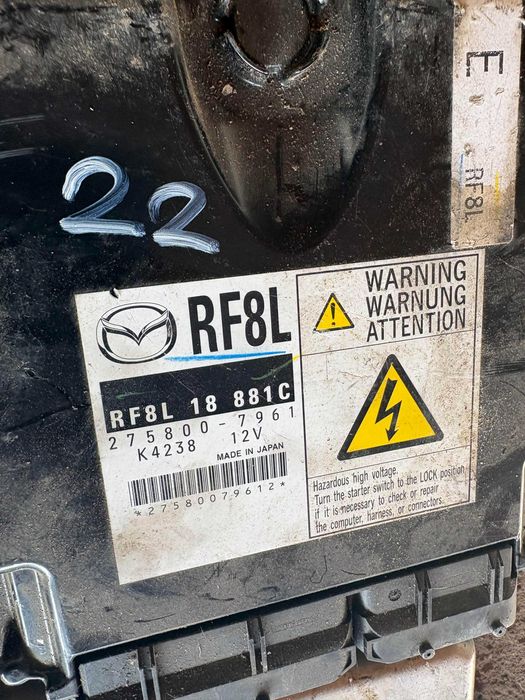 E
RF8L
22
RF8L
RF8L 18 881C
275800-7961
K4238 12V
MADE IN JAPAN
*27580079612*
WARNING
WARNUNG
ATTENTION
Hazardous high voltage.
Turn the starter switch to the LOCK position
if it is necessary to check or repair
the computer, harness, or connectors.